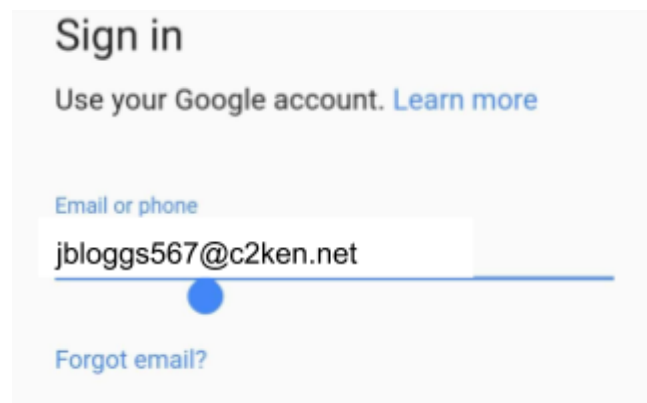 Sign in
Use your Google account. Learn more
Email or phone
jbloggs567@c2ken.net
Forgot email?